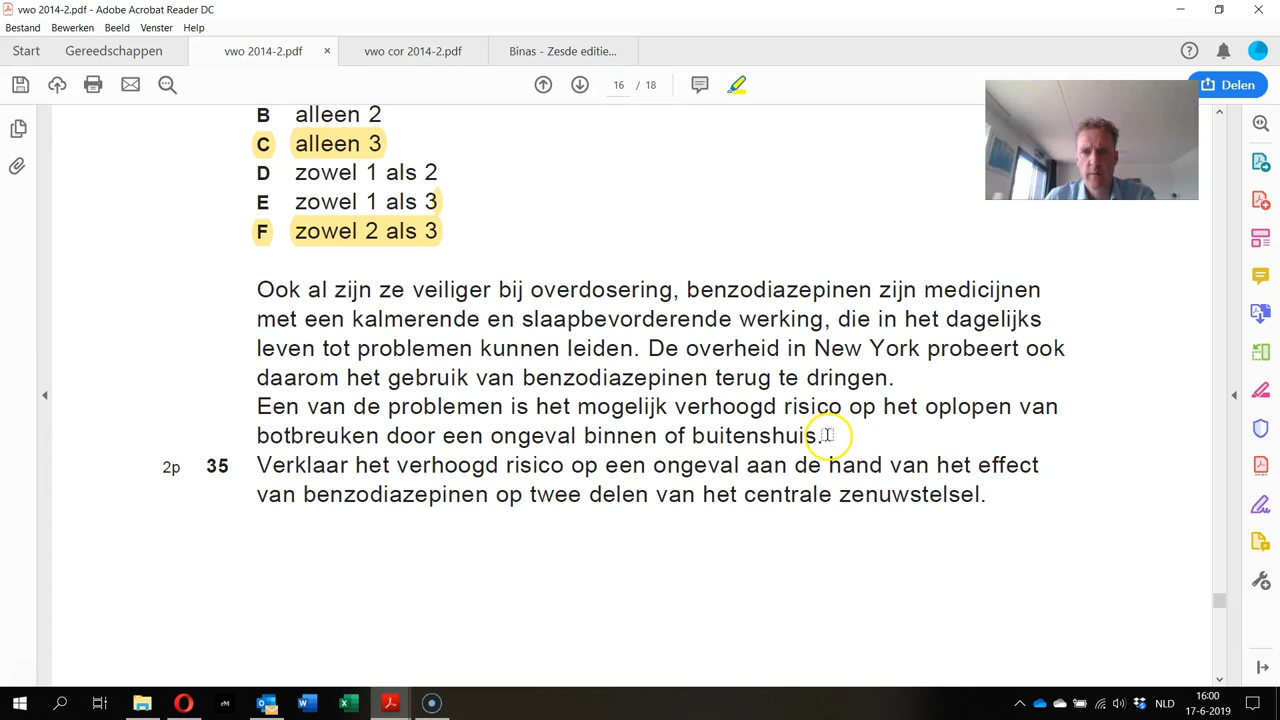 vwo 2014-2.pdf - Adobe Acrobat Reader DC
Bestand Bewerken Beeld Venster Help
Start Gereedschappen vwo 2014-2.pdf × vwo cor 2014-2.pdf Binas - Zesde editie...
16 / 18 Delen
B alleen 2
C alleen 3
D zowel 1 als 2
E zowel 1 als 3
F zowel 2 als 3
Ook al zijn ze veiliger bij overdosering, benzodiazepinen zijn medicijnen
met een kalmerende en slaapbevorderende werking, die in het dagelijks
leven tot problemen kunnen leiden. De overheid in New York probeert ook
daarom het gebruik van benzodiazepinen terug te dringen.
Een van de problemen is het mogelijk verhoogd risico op het oplopen van
botbreuken door een ongeval binnen of buitenshuis.
2p 35 Verklaar het verhoogd risico op een ongeval aan de hand van het effect
van benzodiazepinen op twee delen van het centrale zenuwstelsel.
NLD 16:00
17-6-2019